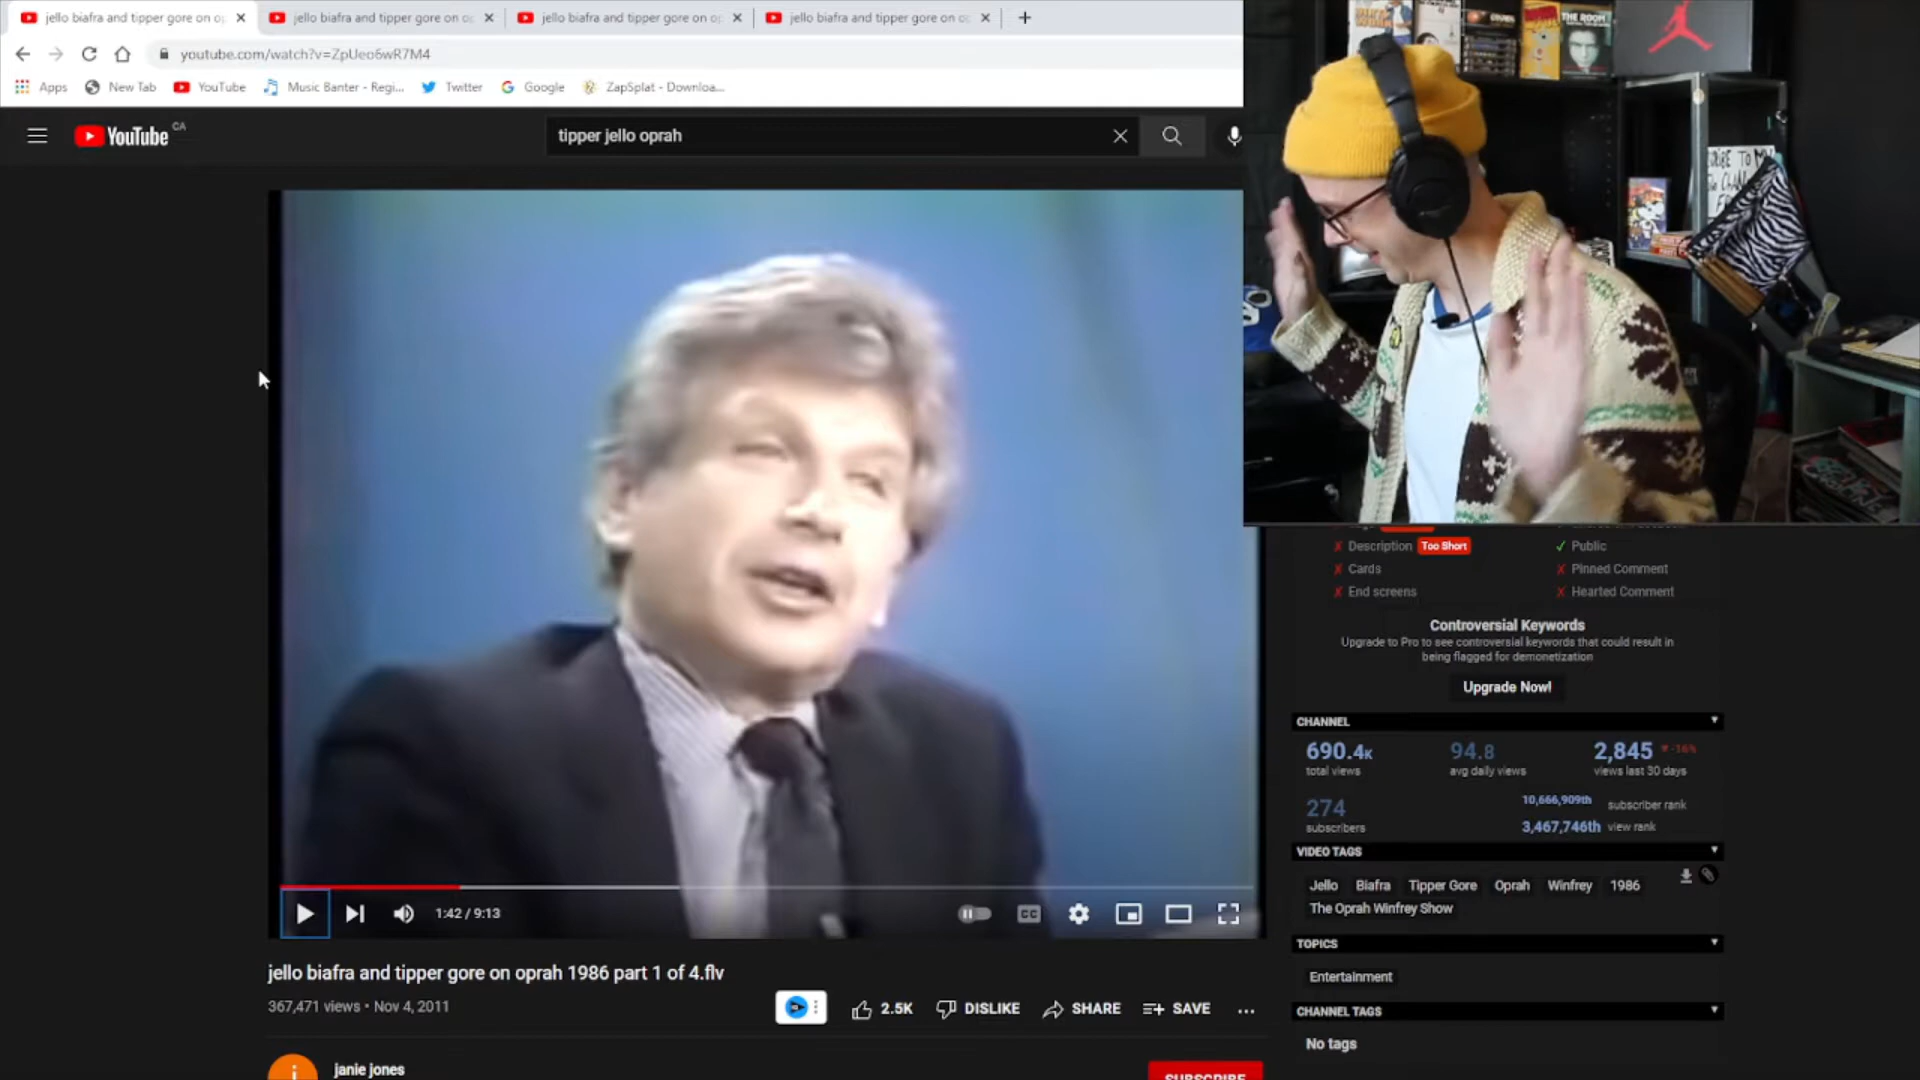 jello biafra and tipper gore on o
jello biafra and tipper gore on o
jello biafra and tipper gore on o
jello biafra and tipper gore on o
youtube.com/watch?v=ZpUeo6wR7M4
Apps
New Tab
YouTube
Music Banter - Regi...
Twitter
Google
ZapSplat - Downloa...
YouTube CA
tipper jello oprah
THE ROOM
Description Too Short
Public
Cards
Pinned Comment
End screens
Hearted Comment
Controversial Keywords
Upgrade to Pro to see controversial keywords that could result in
being flagged for demonetization
Upgrade Now!
CHANNEL
690.4K
total views
94.8
avg daily views
2,845 -16%
views last 30 days
274
subscribers
10,666,909th subscriber rank
3,467,746th view rank
VIDEO TAGS
Jello Biafra Tipper Gore Oprah Winfrey 1986
The Oprah Winfrey Show
TOPICS
Entertainment
CHANNEL TAGS
No tags
1:42 / 9:13
CC
jello biafra and tipper gore on oprah 1986 part 1 of 4.flv
367,471 views • Nov 4, 2011
2.5K
DISLIKE
SHARE
SAVE
janie jones
SUBSCRIBE